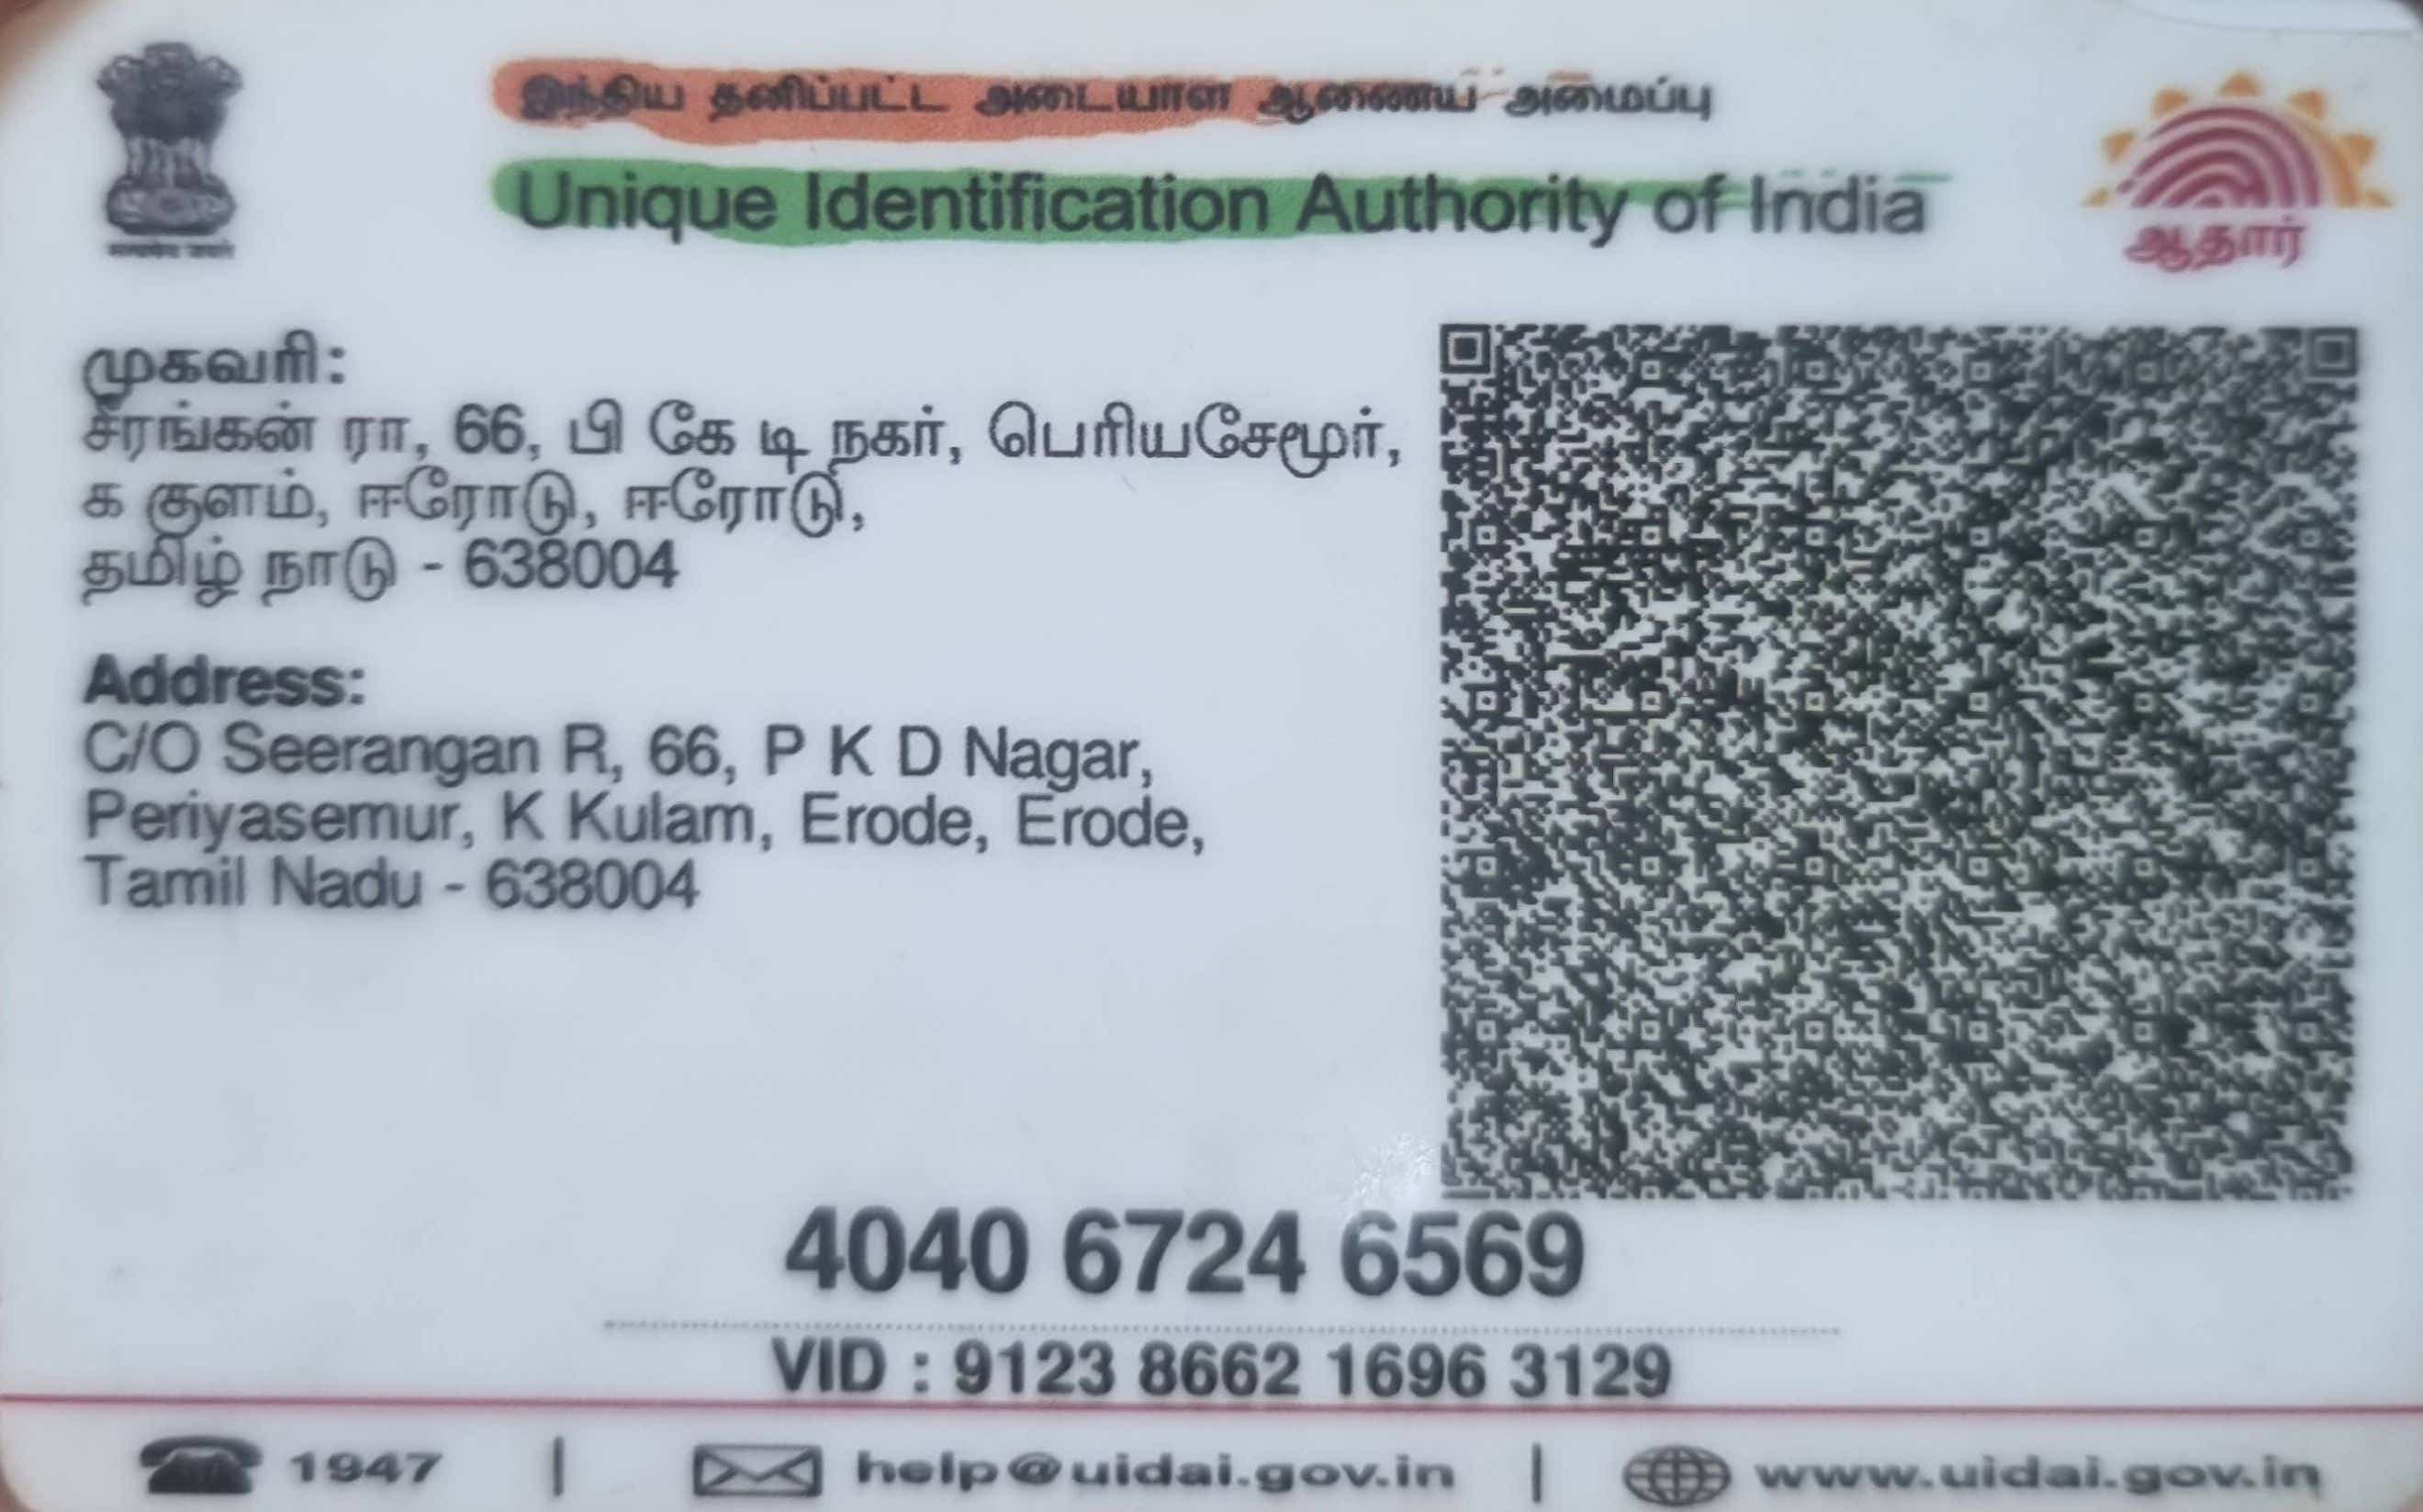 இந்திய தனிப்பட்ட அடையாள ஆணைய அமைப்பு
Unique Identification Authority of India
ஆதார்
முகவரி:
சீரங்கன் ரா, 66, பி கே டி நகர், பெரியசேமூர்,
க குளம், ஈரோடு, ஈரோடு,
தமிழ் நாடு - 638004
Address:
C/O Seerangan R, 66, P K D Nagar,
Periyasemur, K Kulam, Erode, Erode,
Tamil Nadu - 638004
4040 6724 6569
VID : 9123 8662 1696 3129
1947 | help@uidai.gov.in | www.uidai.gov.in